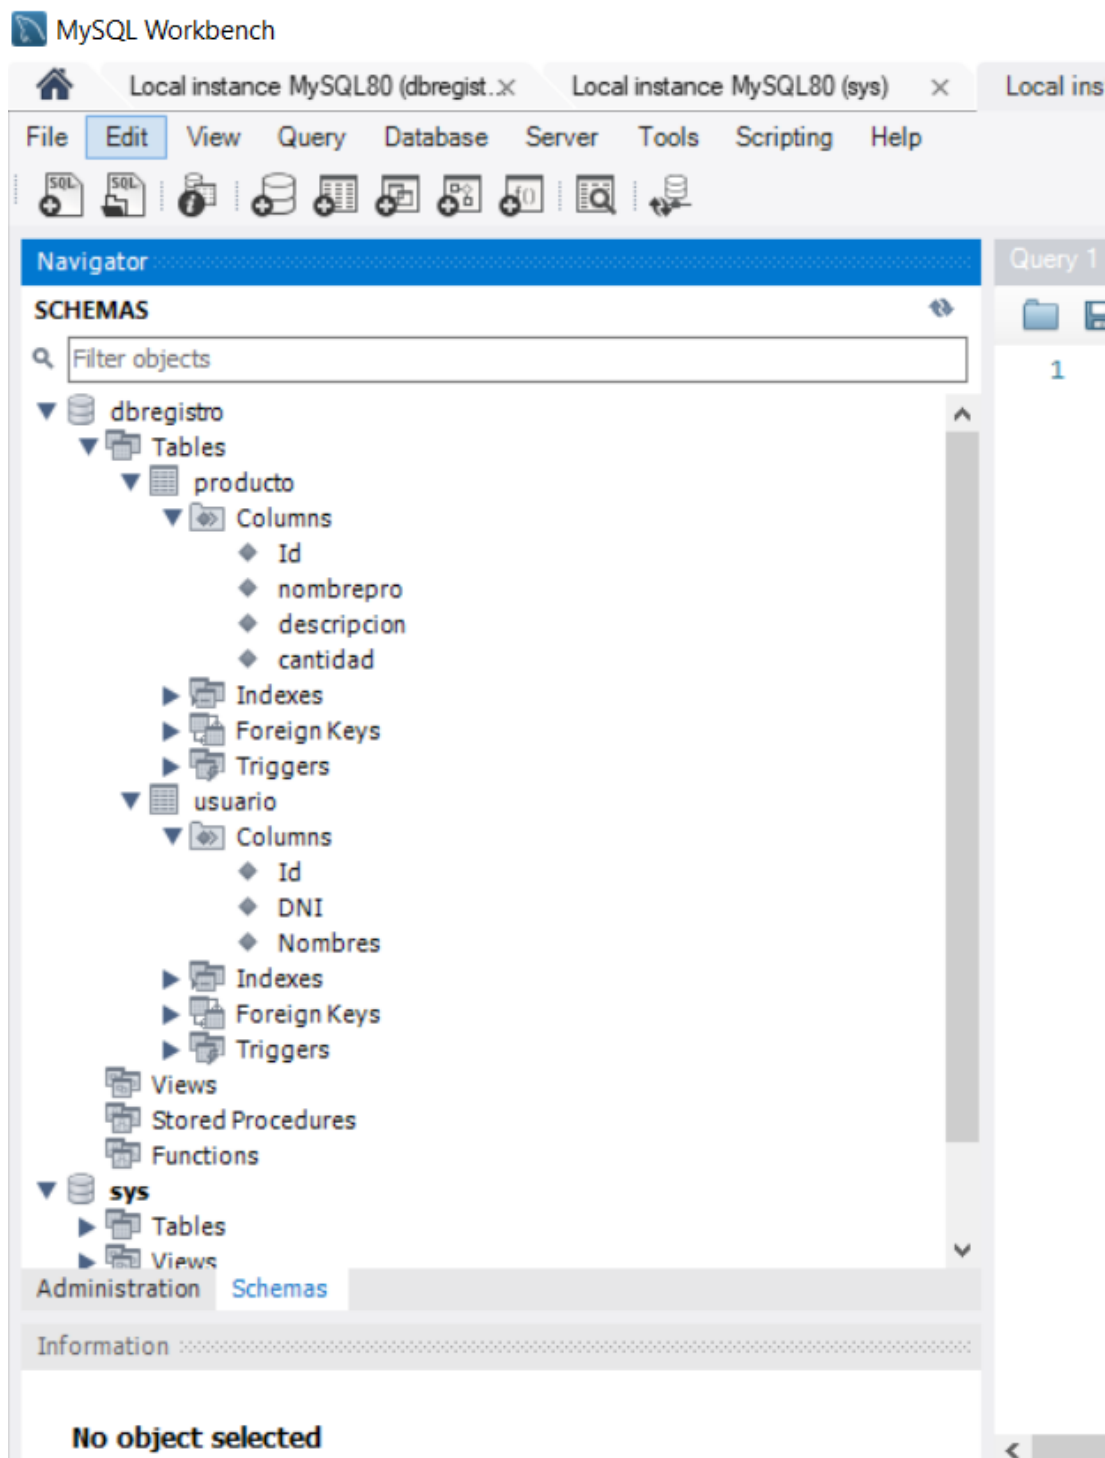 MySQL Workbench
Local instance MySQL80 (dbregist.. Local instance MySQL80 (sys) Local ins
File Edit View Query Database Server Tools Scripting Help
SQL SQL
Navigator
Query 1
SCHEMAS
Filter objects
1
dbregistro
Tables
producto
Columns
Id
nombrepro
descripcion
cantidad
Indexes
Foreign Keys
Triggers
usuario
Columns
Id
DNI
Nombres
Indexes
Foreign Keys
Triggers
Views
Stored Procedures
Functions
sys
Tables
Views
Administration Schemas
Information
No object selected